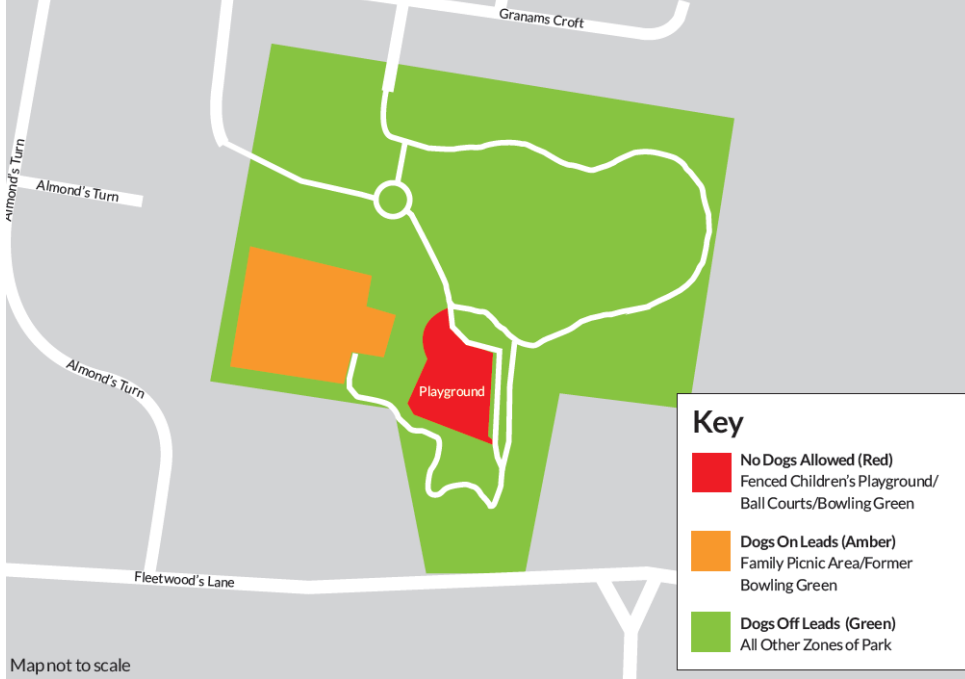 Granams Croft
Almond's Turn
Almond's Turn
Almond's Turn
Playground
Fleetwood's Lane
Map not to scale
Key
No Dogs Allowed (Red)
Fenced Children's Playground/
Ball Courts/Bowling Green
Dogs On Leads (Amber)
Family Picnic Area/Former
Bowling Green
Dogs Off Leads (Green)
All Other Zones of Park